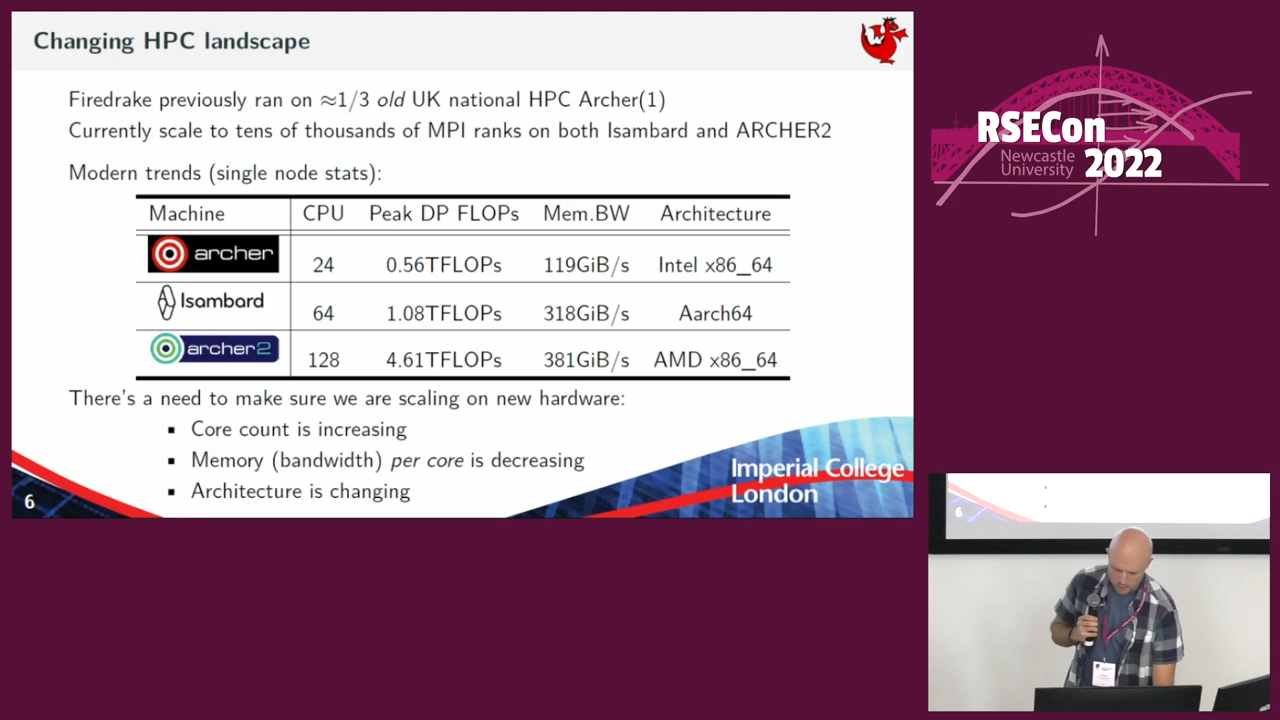 Changing HPC landscape
Firedrake previously ran on ≈1/3 old UK national HPC Archer(1)
Currently scale to tens of thousands of MPI ranks on both Isambard and ARCHER2
Modern trends (single node stats):
Machine CPU Peak DP FLOPs Mem.BW Architecture
archer 24 0.56TFLOPs 119GiB/s Intel x86_64
Isambard 64 1.08TFLOPs 318GiB/s Aarch64
archer2 128 4.61TFLOPs 381GiB/s AMD x86_64
There's a need to make sure we are scaling on new hardware:
▪ Core count is increasing
▪ Memory (bandwidth) per core is decreasing
▪ Architecture is changing
Imperial College
London
6
RSECon
Newcastle
University
2022
6